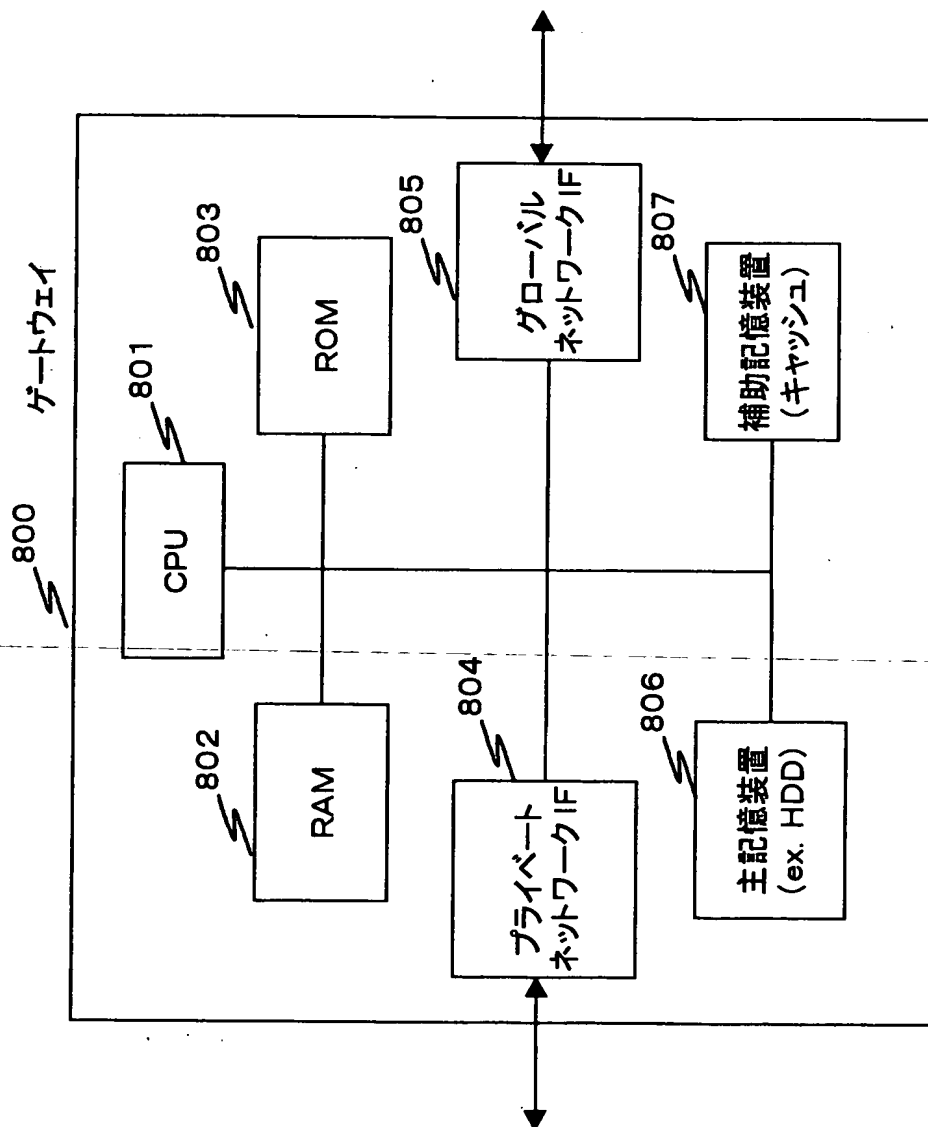 ゲートウェイ
800
801
CPU
802
RAM
803
ROM
804
プライベート
ネットワークIF
805
グローバル
ネットワークIF
806
主記憶装置
(ex. HDD)
807
補助記憶装置
(キャッシュ)